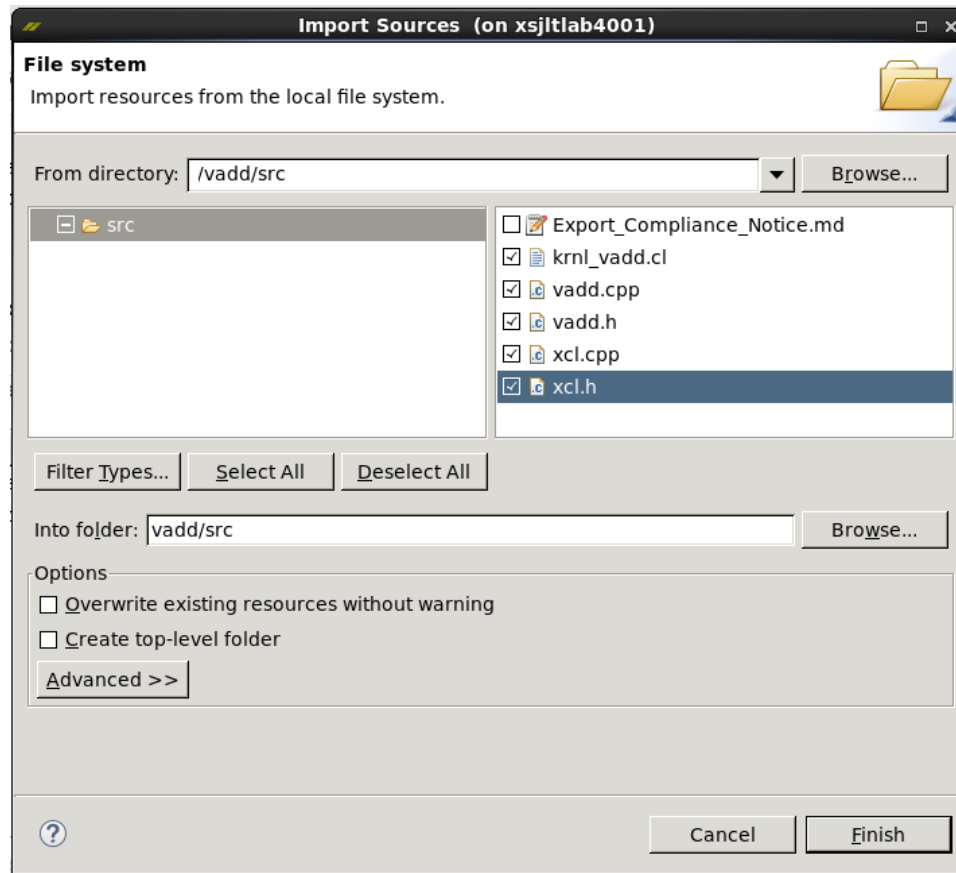 Import Sources (on xsjltlab4001)
File system
Import resources from the local file system.
From directory: /vadd/src Browse...
src
Export_Compliance_Notice.md
krnl_vadd.cl
vadd.cpp
vadd.h
xcl.cpp
xcl.h
Filter Types... Select All Deselect All
Into folder: vadd/src Browse...
Options
Overwrite existing resources without warning
Create top-level folder
Advanced >>
Cancel Finish